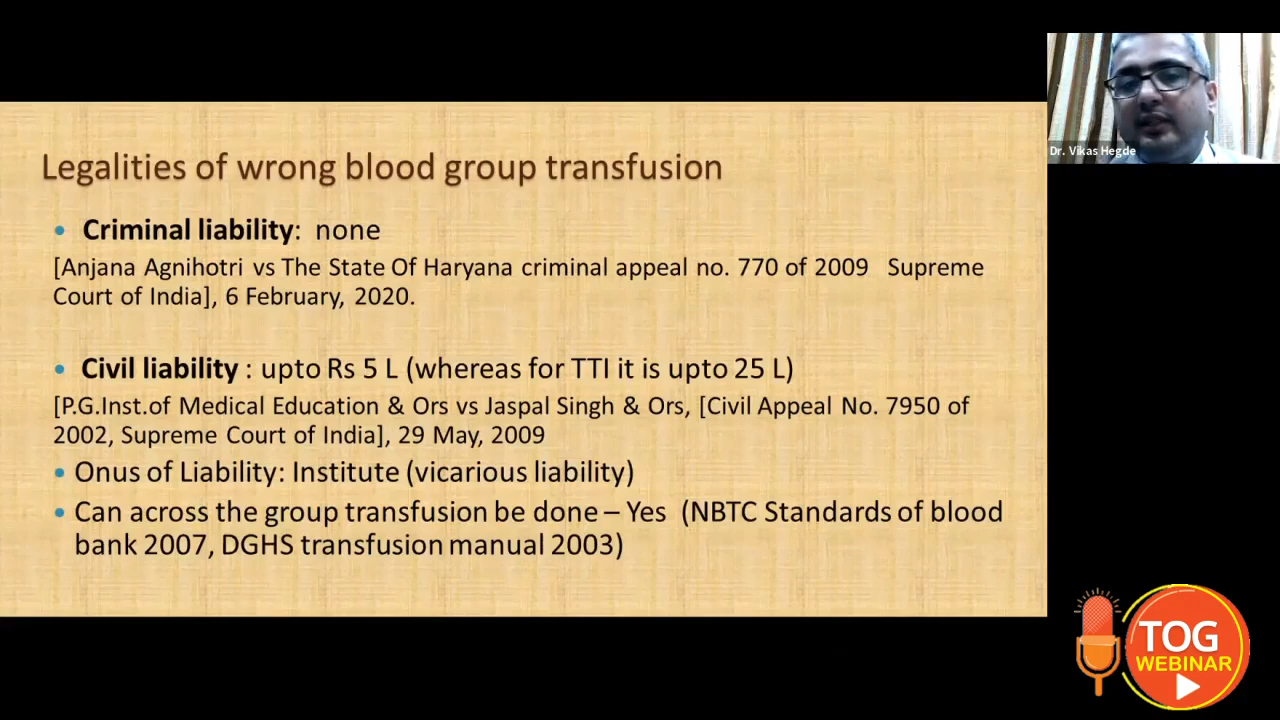 Legalities of wrong blood group transfusion
• Criminal liability: none
[Anjana Agnihotri vs The State Of Haryana criminal appeal no. 770 of 2009 Supreme
Court of India], 6 February, 2020.
• Civil liability : upto Rs 5 L (whereas for TTI it is upto 25 L)
[P.G.Inst.of Medical Education & Ors vs Jaspal Singh & Ors, [Civil Appeal No. 7950 of
2002, Supreme Court of India], 29 May, 2009
• Onus of Liability: Institute (vicarious liability)
• Can across the group transfusion be done – Yes (NBTC Standards of blood
bank 2007, DGHS transfusion manual 2003)
Dr. Vikas Hegde
TOG
WEBINAR